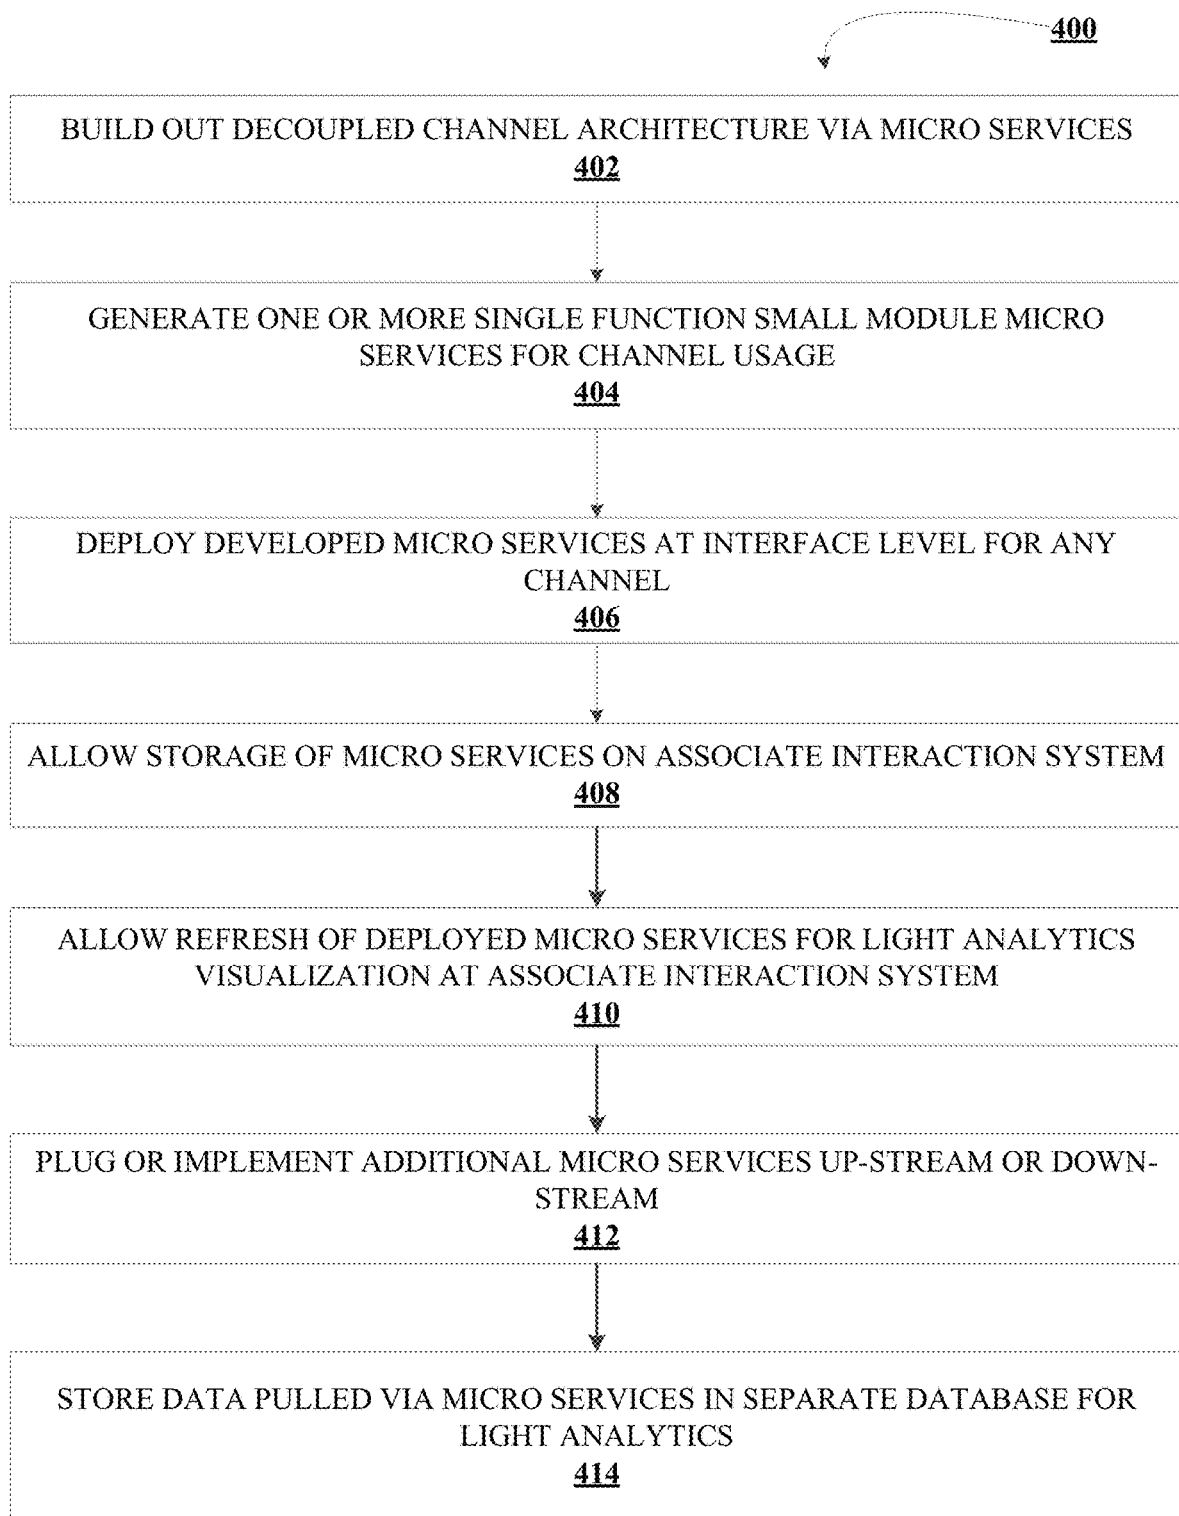 400
BUILD OUT DECOUPLED CHANNEL ARCHITECTURE VIA MICRO SERVICES
402
GENERATE ONE OR MORE SINGLE FUNCTION SMALL MODULE MICRO
SERVICES FOR CHANNEL USAGE
404
DEPLOY DEVELOPED MICRO SERVICES AT INTERFACE LEVEL FOR ANY
CHANNEL
406
ALLOW STORAGE OF MICRO SERVICES ON ASSOCIATE INTERACTION SYSTEM
408
ALLOW REFRESH OF DEPLOYED MICRO SERVICES FOR LIGHT ANALYTICS
VISUALIZATION AT ASSOCIATE INTERACTION SYSTEM
410
PLUG OR IMPLEMENT ADDITIONAL MICRO SERVICES UP-STREAM OR DOWN-
STREAM
412
STORE DATA PULLED VIA MICRO SERVICES IN SEPARATE DATABASE FOR
LIGHT ANALYTICS
414